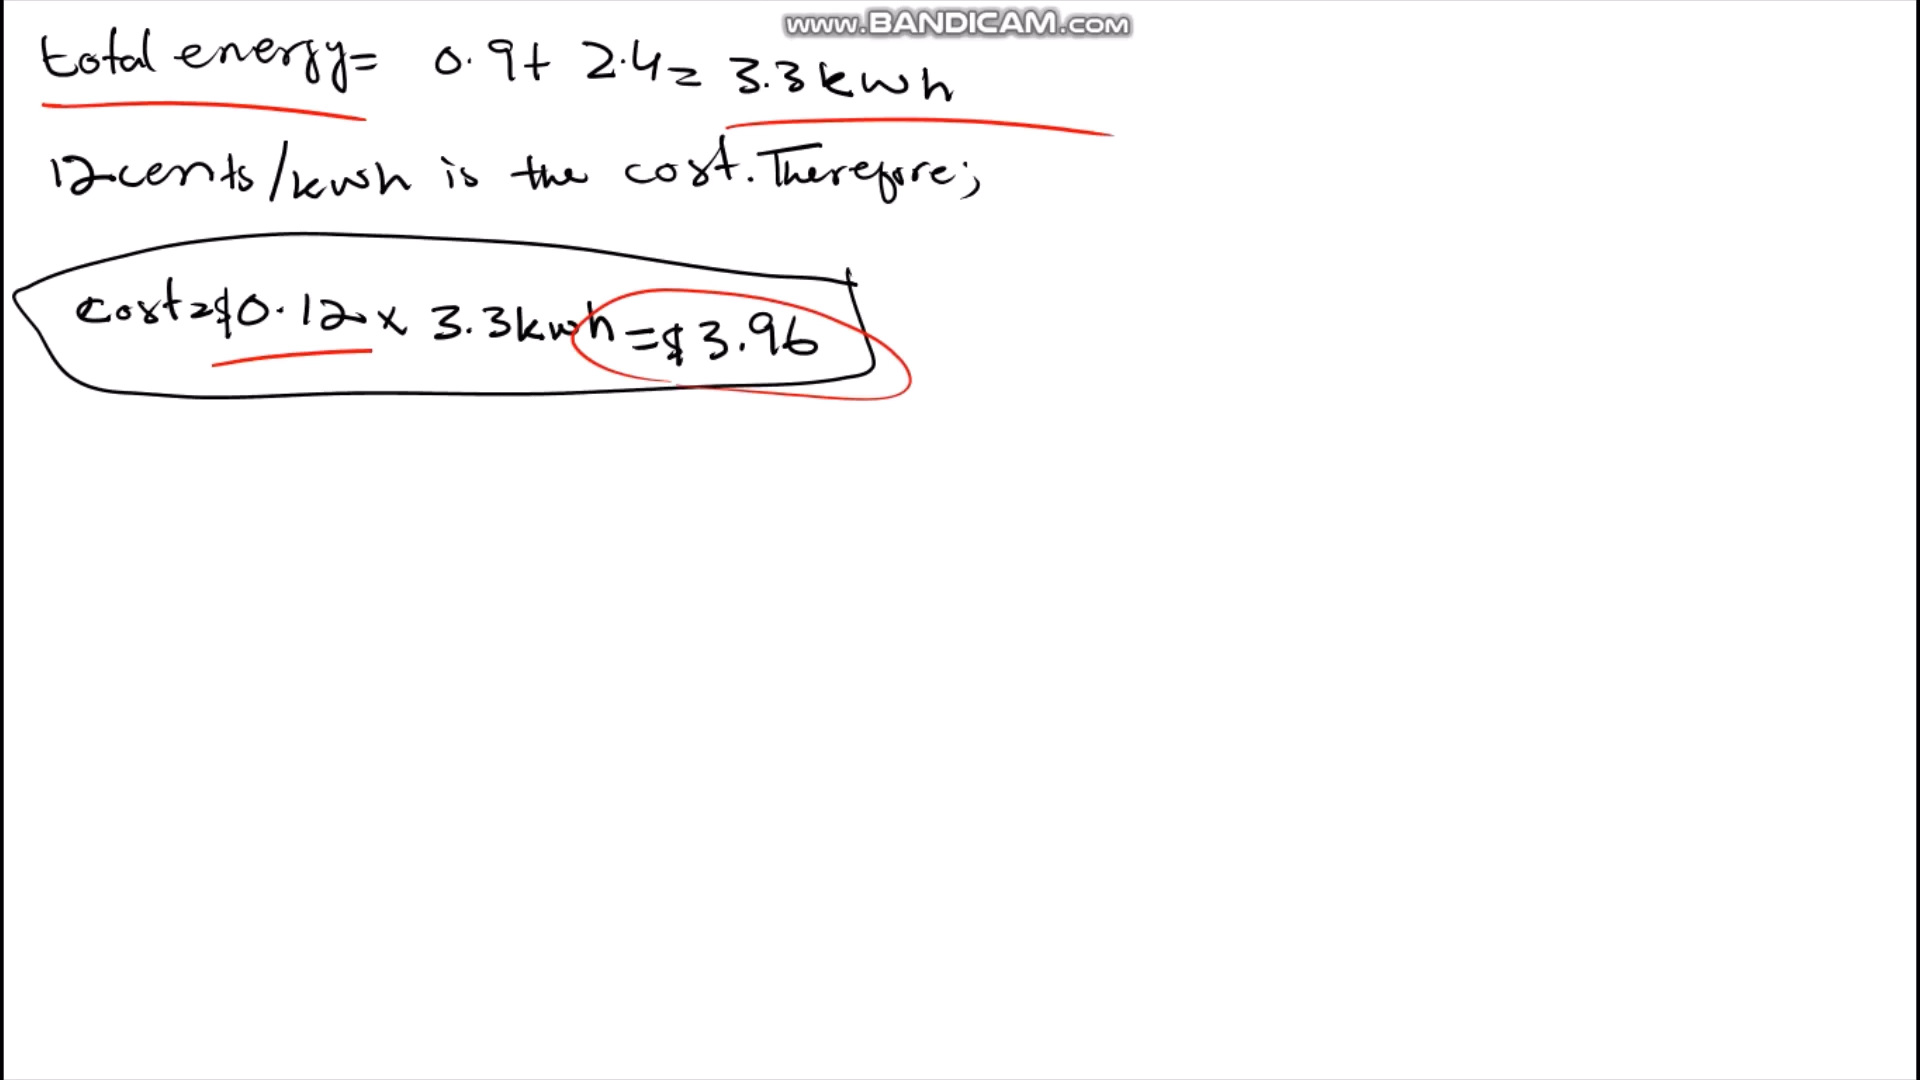 www.BANDICAM.com
total energy= 0.9+ 2.4= 3.3kwh
12cents/kwh is the cost. Therefore;
cost=$0.12 x 3.3kwh =$3.96